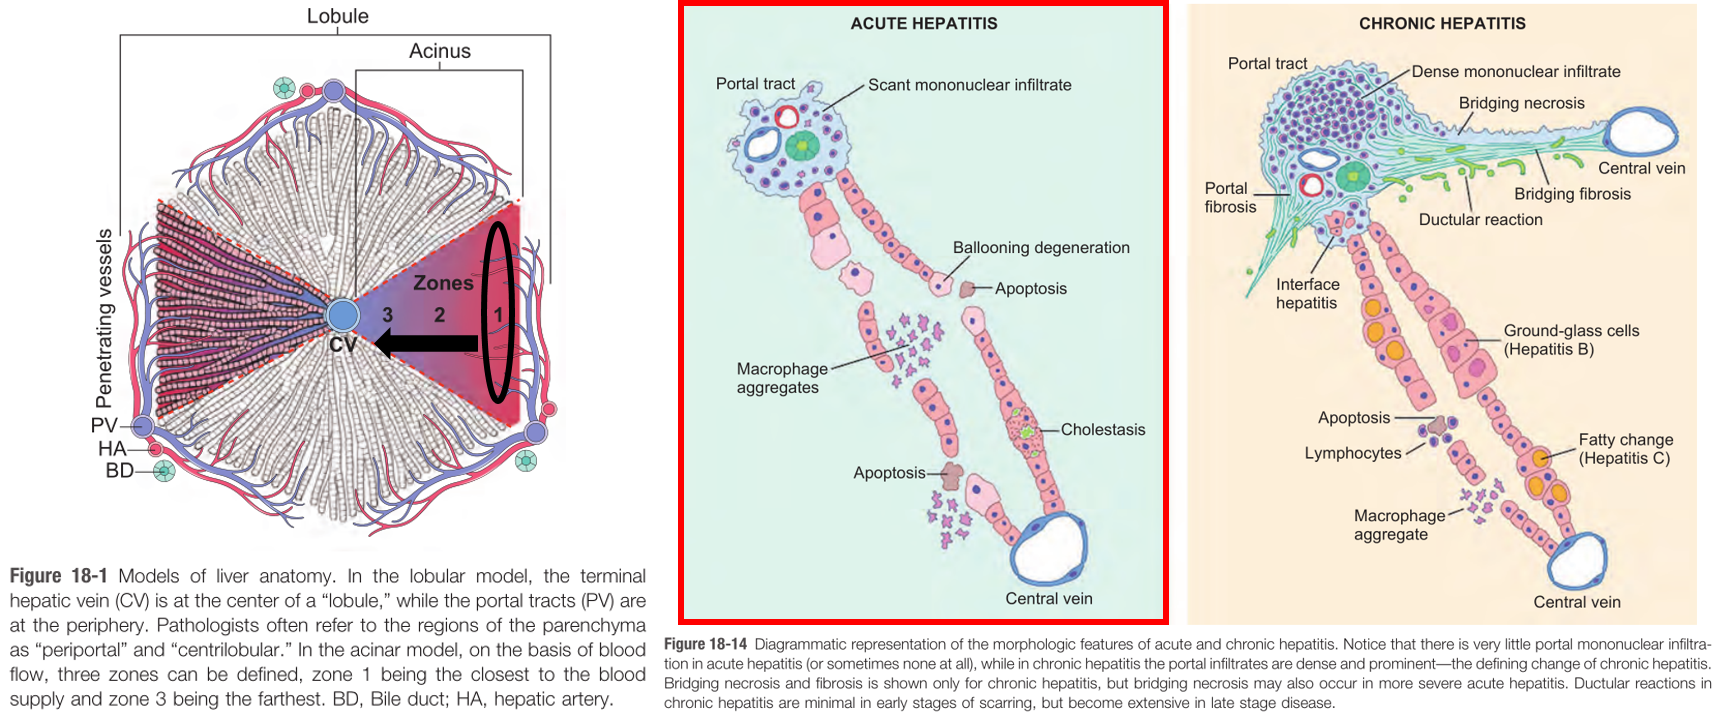 Lobule
Acinus
Zones
3 2 1
CV
Penetrating vessels
PV
HA
BD
Figure 18-1 Models of liver anatomy. In the lobular model, the terminal
hepatic vein (CV) is at the center of a “lobule,” while the portal tracts (PV) are
at the periphery. Pathologists often refer to the regions of the parenchyma
as “periportal” and “centrilobular.” In the acinar model, on the basis of blood
flow, three zones can be defined, zone 1 being the closest to the blood
supply and zone 3 being the farthest. BD, Bile duct; HA, hepatic artery.
ACUTE HEPATITIS
Portal tract
Scant mononuclear infiltrate
Ballooning degeneration
Apoptosis
Macrophage
aggregates
Cholestasis
Apoptosis
Central vein
CHRONIC HEPATITIS
Portal tract
Dense mononuclear infiltrate
Bridging necrosis
Central vein
Bridging fibrosis
Portal
fibrosis
Ductular reaction
Interface
hepatitis
Ground-glass cells
(Hepatitis B)
Apoptosis
Lymphocytes
Fatty change
(Hepatitis C)
Macrophage
aggregate
Central vein
Figure 18-14 Diagrammatic representation of the morphologic features of acute and chronic hepatitis. Notice that there is very little portal mononuclear infiltra-
tion in acute hepatitis (or sometimes none at all), while in chronic hepatitis the portal infiltrates are dense and prominent—the defining change of chronic hepatitis.
Bridging necrosis and fibrosis is shown only for chronic hepatitis, but bridging necrosis may also occur in more severe acute hepatitis. Ductular reactions in
chronic hepatitis are minimal in early stages of scarring, but become extensive in late stage disease.